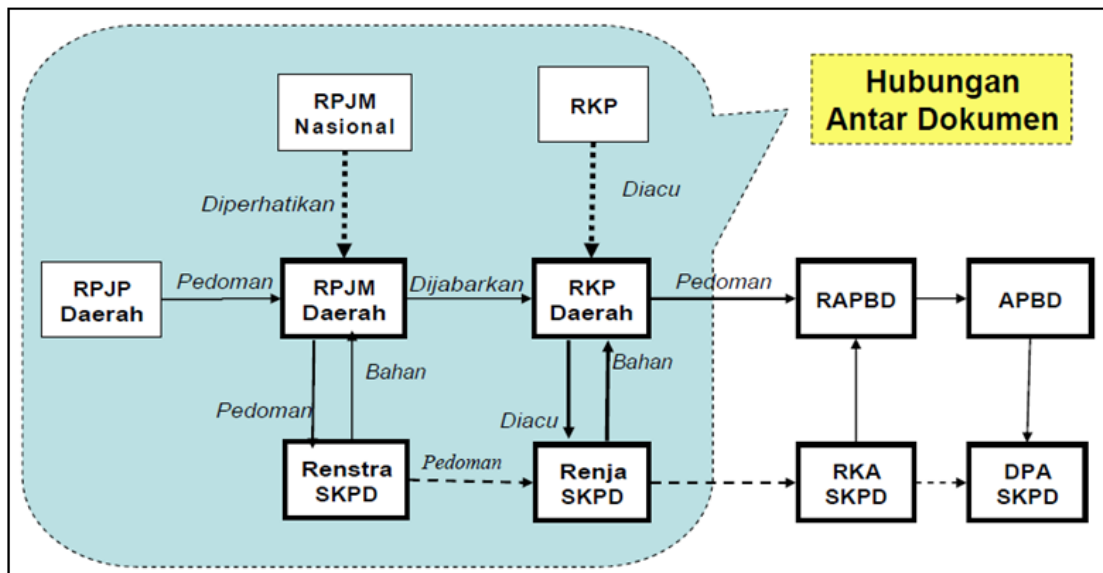 Hubungan
Antar Dokumen
RPJM
Nasional
RKP
Diperhatikan
Diacu
RPJP
Daerah
Pedoman
RPJM
Daerah
Dijabarkan
RKP
Daerah
Pedoman
RAPBD
APBD
Pedoman
Bahan
Diacu
Bahan
Renstra
SKPD
Pedoman
Renja
SKPD
RKA
SKPD
DPA
SKPD